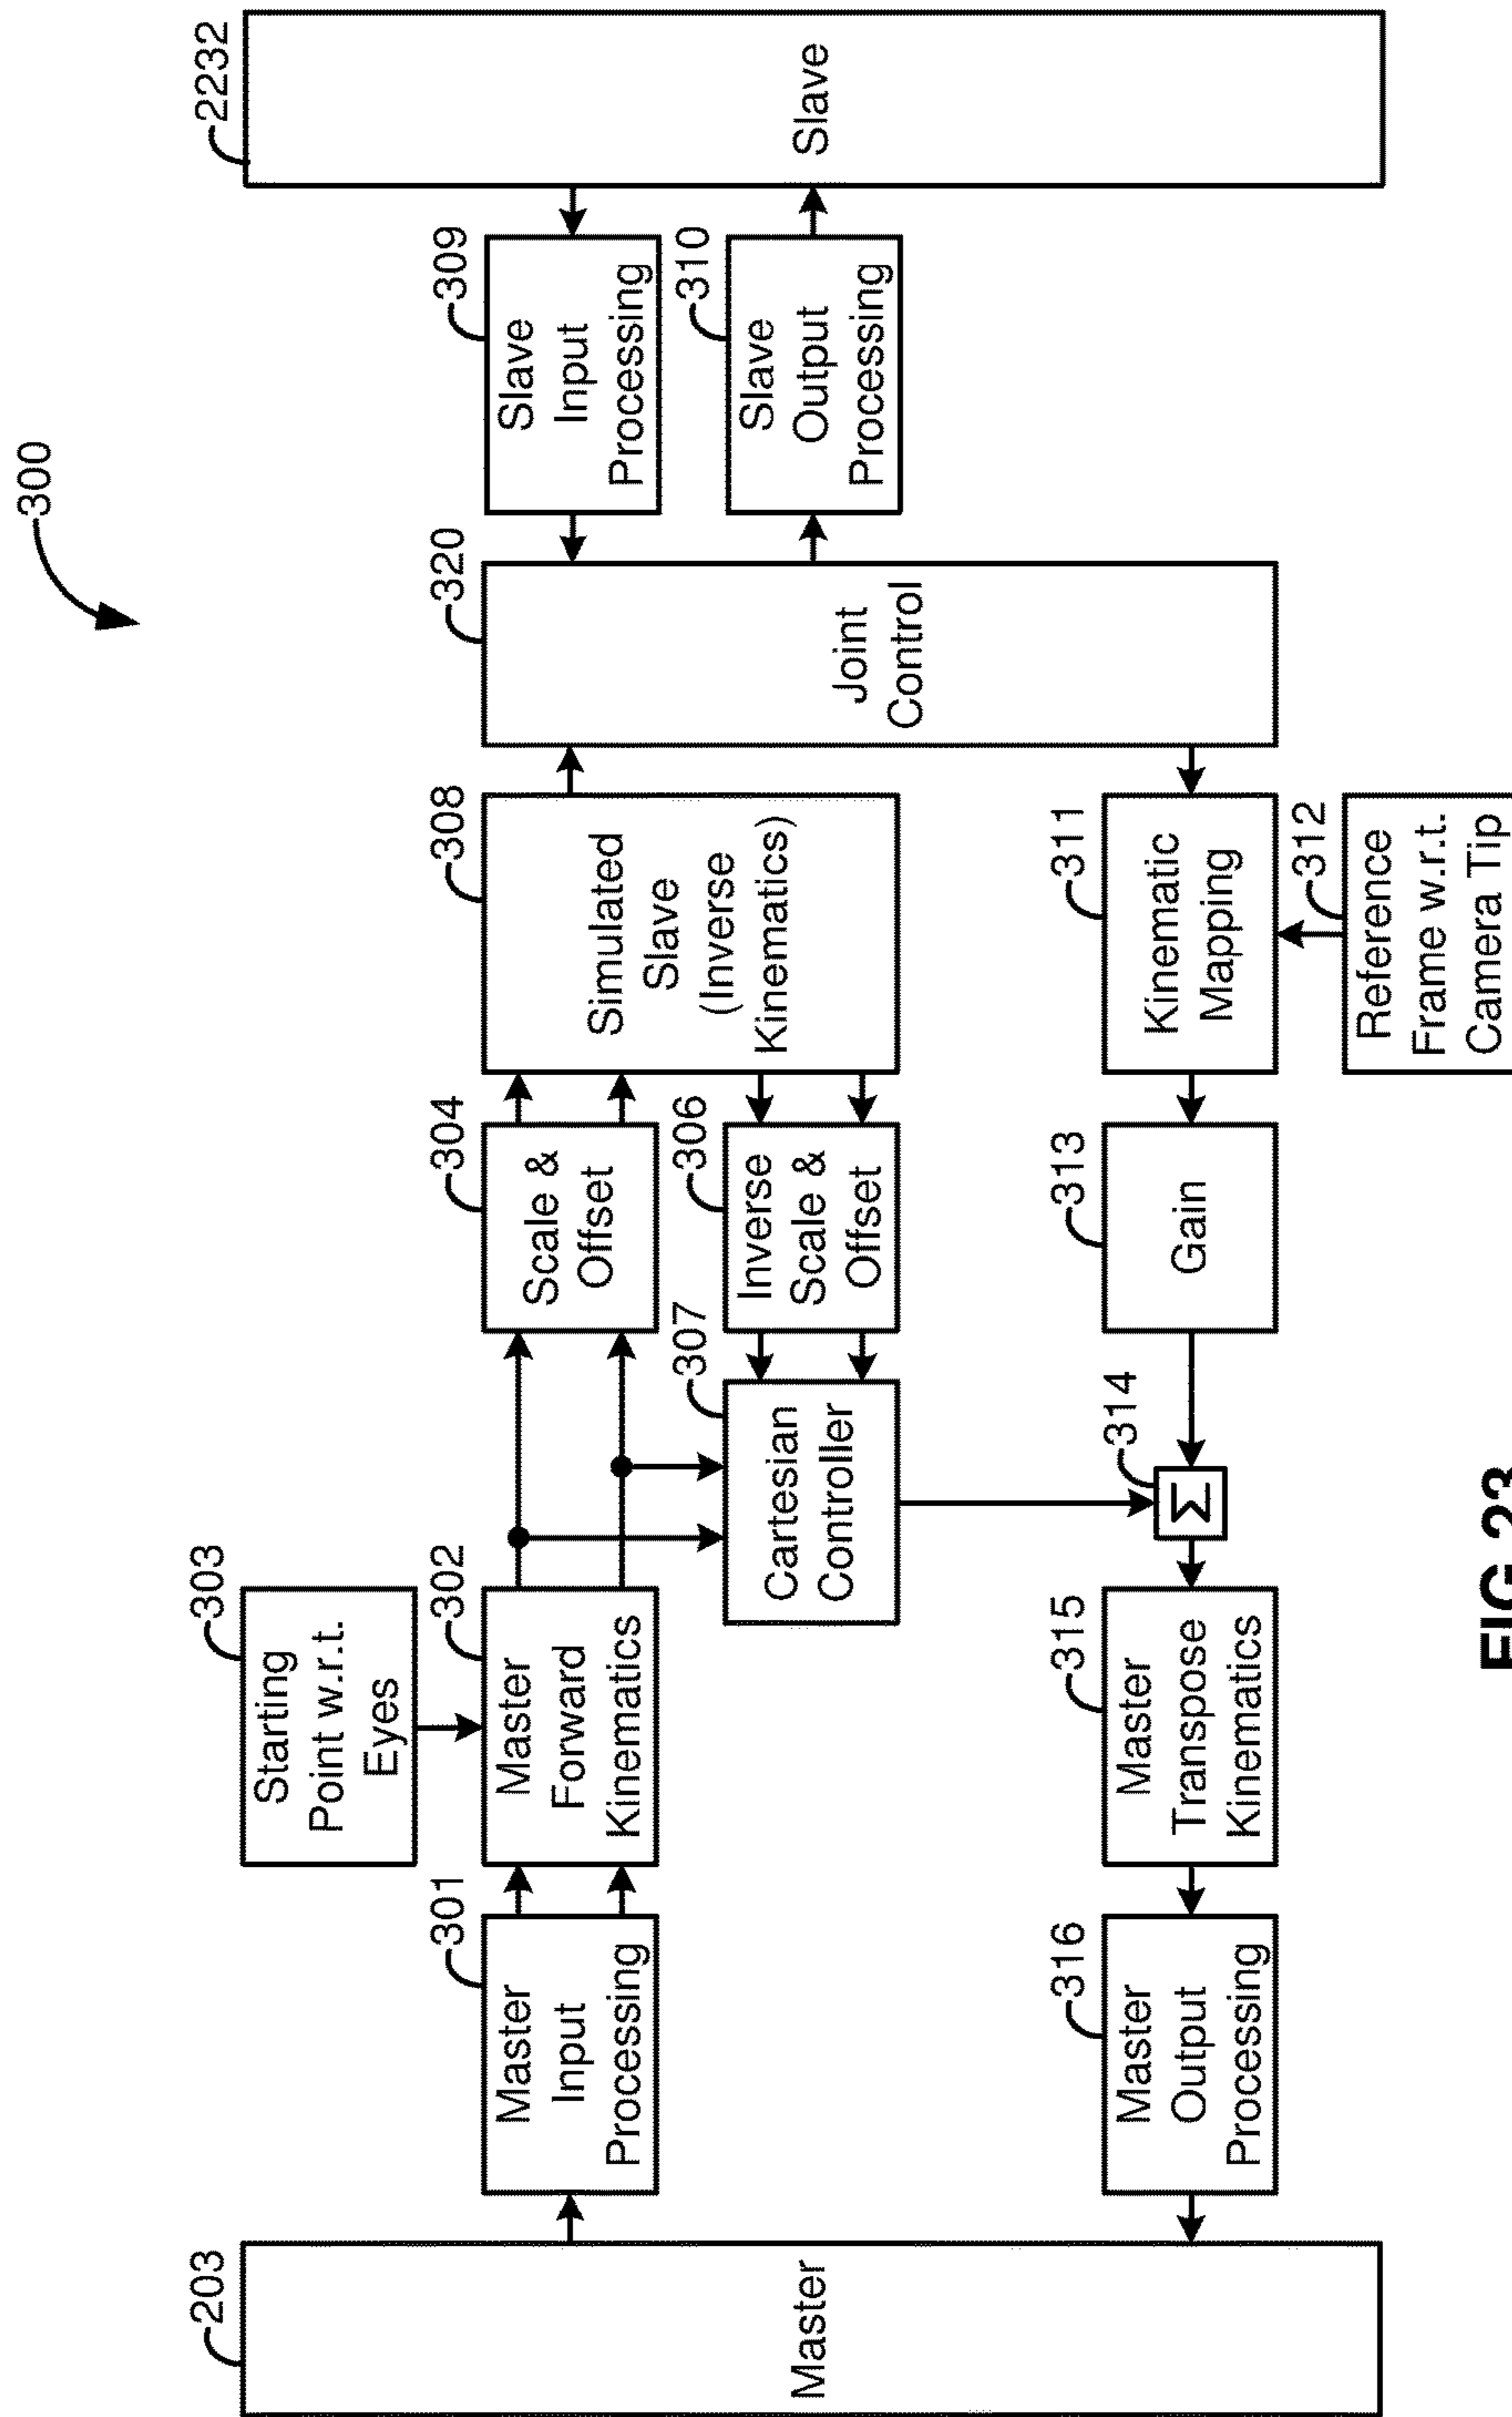 300
203
Master
301
Master
Input
Processing
303
Starting
Point w.r.t.
Eyes
302
Master
Forward
Kinematics
304
Scale &
Offset
306
Inverse
Scale &
Offset
307
Cartesian
Controller
308
Simulated
Slave
(Inverse
Kinematics)
320
Joint
Control
309
Slave
Input
Processing
310
Slave
Output
Processing
2232
Slave
311
Kinematic
Mapping
312
Reference
Frame w.r.t.
Camera Tip
313
Gain
314
Σ
315
Master
Transpose
Kinematics
316
Master
Output
Processing
FIG.23